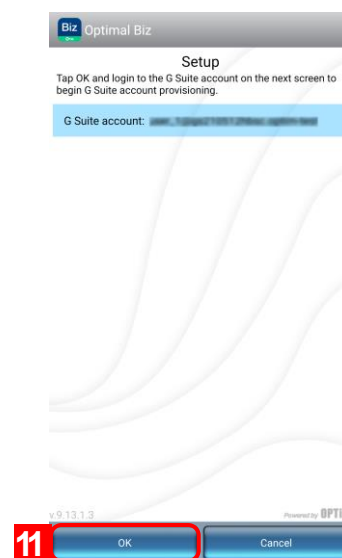 Biz
Optimal Biz
Setup
Tap OK and login to the G Suite account on the next screen to
begin G Suite account provisioning.
G Suite account:
v.9.13.1.3
Powered by OPTi
11
OK
Cancel